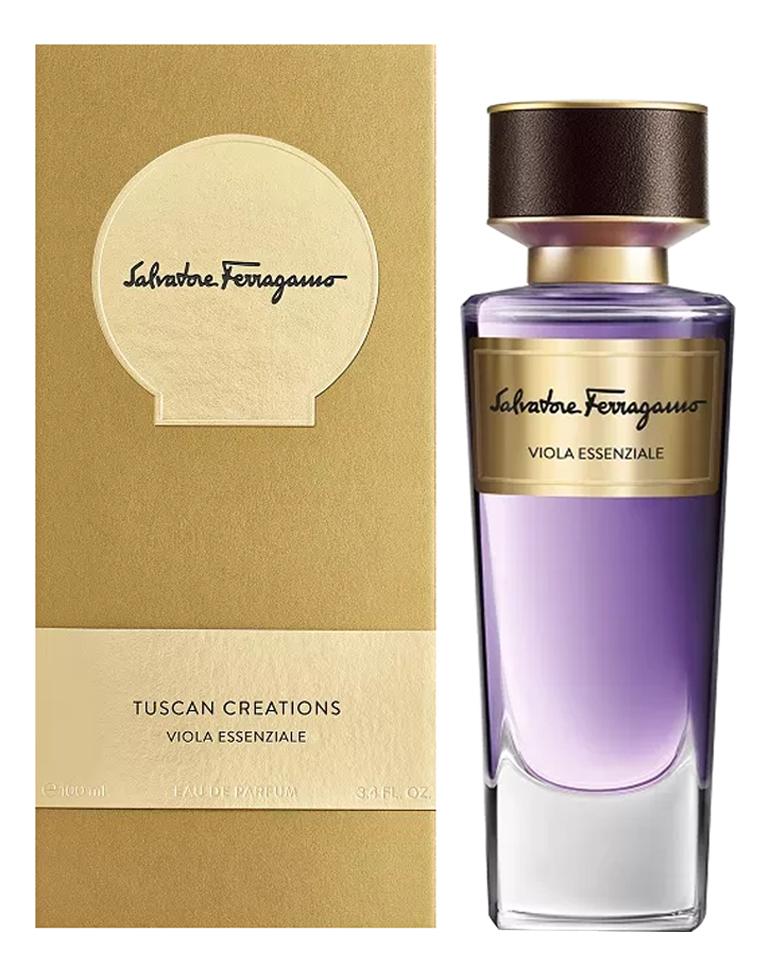 Salvatore Ferragamo
TUSCAN CREATIONS
VIOLA ESSENZIALE
℮ 100 ml. EAU DE PARFUM 3.4 FL. OZ.
Salvatore Ferragamo
VIOLA ESSENZIALE